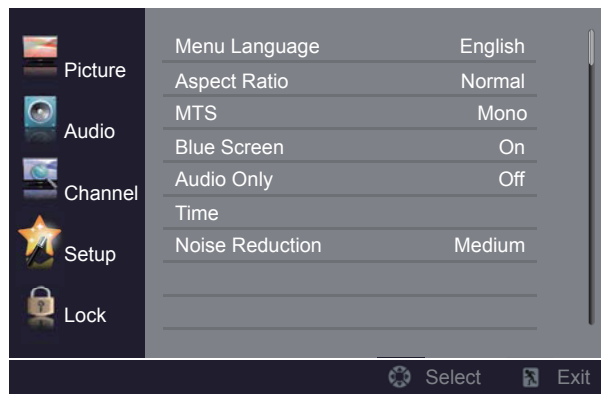 Picture
Audio
Channel
Setup
Lock
Menu Language English
Aspect Ratio Normal
MTS Mono
Blue Screen On
Audio Only Off
Time
Noise Reduction Medium
Select Exit